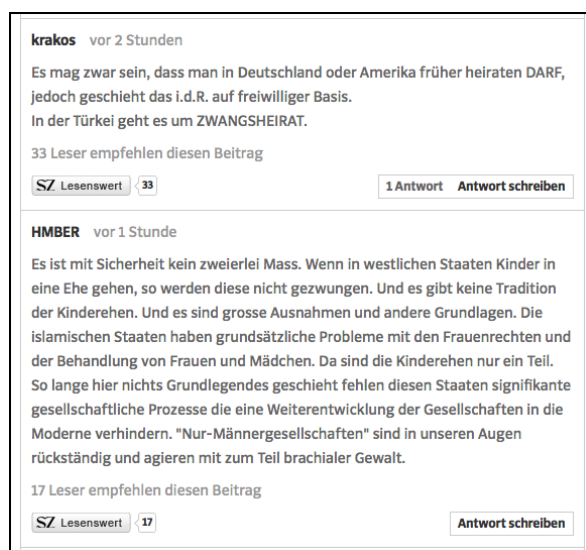 krakos vor 2 Stunden
Es mag zwar sein, dass man in Deutschland oder Amerika früher heiraten DARF,
jedoch geschieht das i.d.R. auf freiwilliger Basis.
In der Türkei geht es um ZWANGSHEIRAT.
33 Leser empfehlen diesen Beitrag
SZ Lesenswert 33 1 Antwort Antwort schreiben
HMBER vor 1 Stunde
Es ist mit Sicherheit kein zweierlei Mass. Wenn in westlichen Staaten Kinder in
eine Ehe gehen, so werden diese nicht gezwungen. Und es gibt keine Tradition
der Kinderehen. Und es sind grosse Ausnahmen und andere Grundlagen. Die
islamischen Staaten haben grundsätzliche Probleme mit den Frauenrechten und
der Behandlung von Frauen und Mädchen. Da sind die Kinderehen nur ein Teil.
So lange hier nichts Grundlegendes geschieht fehlen diesen Staaten signifikante
gesellschaftliche Prozesse die eine Weiterentwicklung der Gesellschaften in die
Moderne verhindern. "Nur-Männergesellschaften" sind in unseren Augen
rückständig und agieren mit zum Teil brachialer Gewalt.
17 Leser empfehlen diesen Beitrag
SZ Lesenswert 17 Antwort schreiben